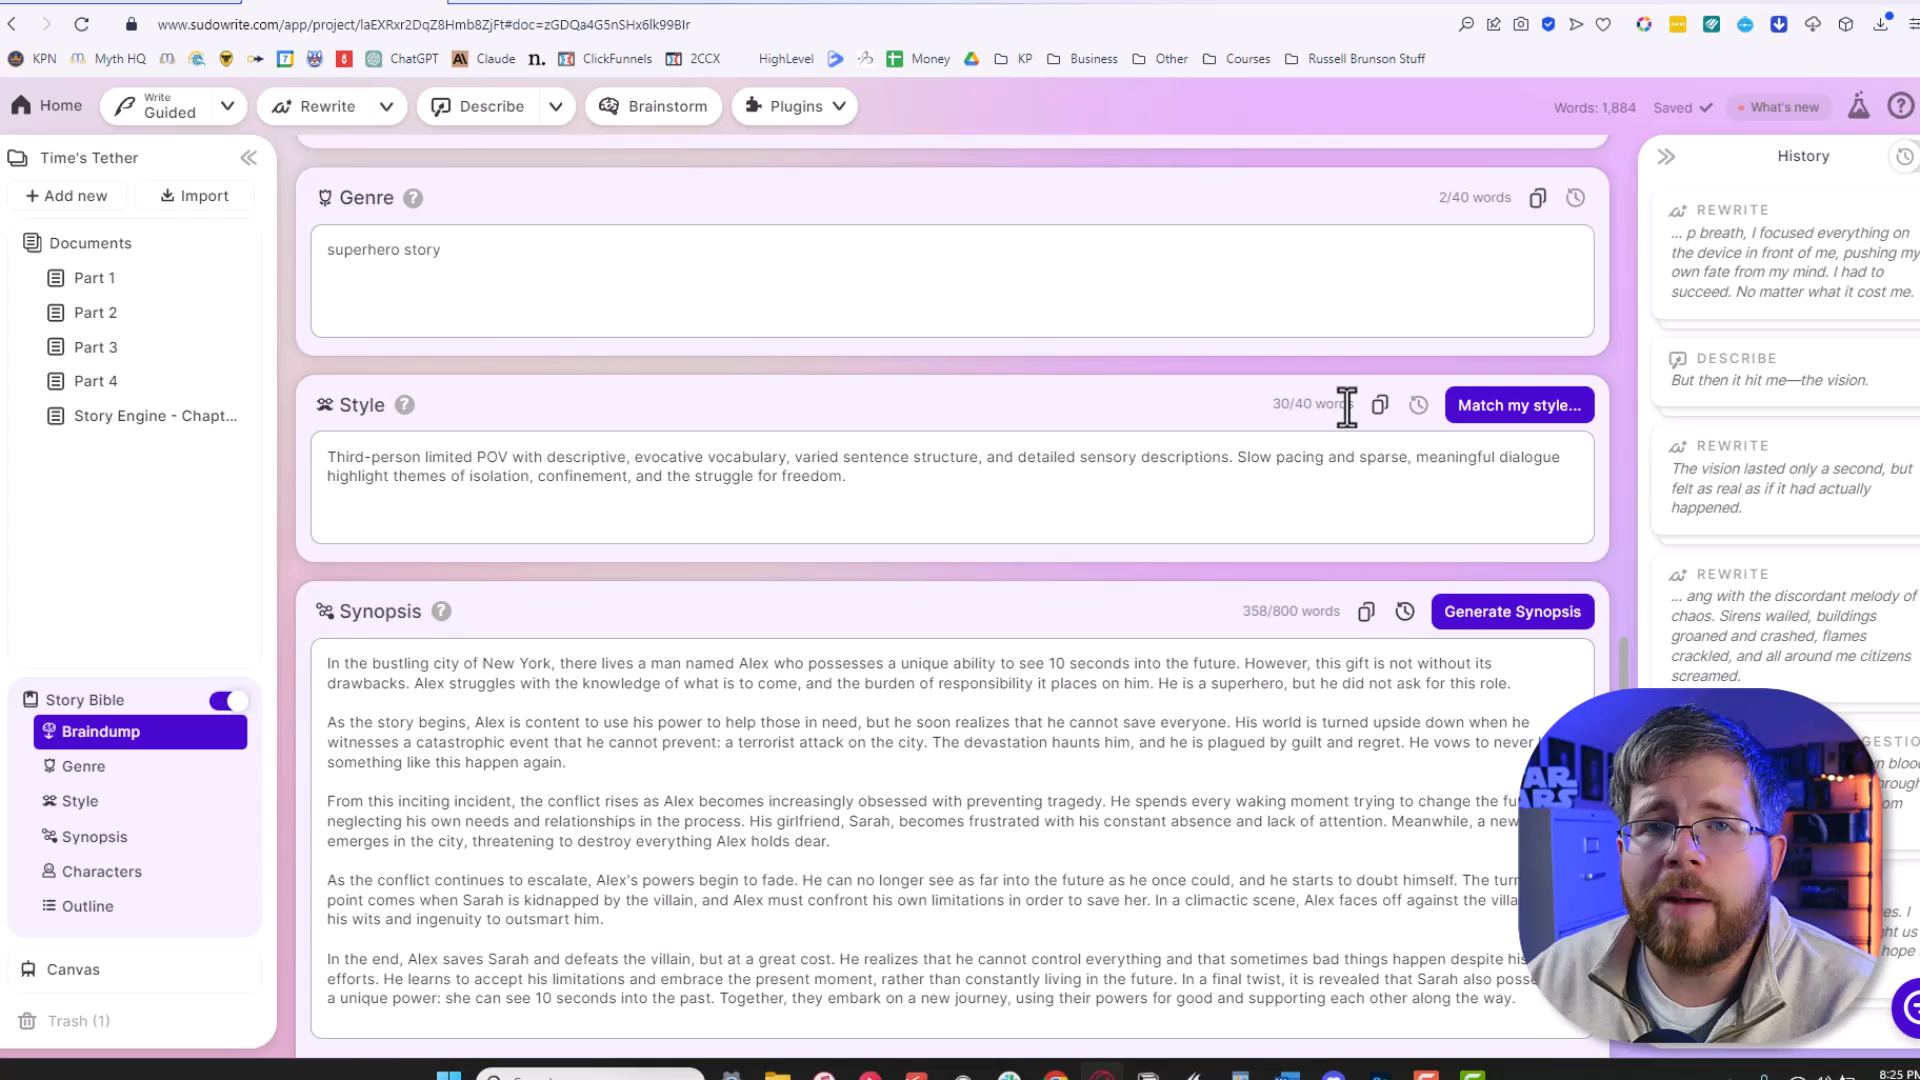 www.sudowrite.com/app/project/laEXRxr2DqZ8Hmb8ZjFt#doc=zGDQa4G5nSHx6lk99BIr
KPN
Myth HQ
ChatGPT
Claude
ClickFunnels
2CCX
HighLevel
Money
KP
Business
Other
Courses
Russell Brunson Stuff
Home
Write
Guided
Rewrite
Describe
Brainstorm
Plugins
Words: 1,884
Saved
What's new
Time's Tether
Add new
Import
Documents
Part 1
Part 2
Part 3
Part 4
Story Engine - Chapt...
Story Bible
Braindump
Genre
Style
Synopsis
Characters
Outline
Canvas
Trash (1)
Genre
2/40 words
superhero story
Style
30/40 words
Match my style...
Third-person limited POV with descriptive, evocative vocabulary, varied sentence structure, and detailed sensory descriptions. Slow pacing and sparse, meaningful dialogue
highlight themes of isolation, confinement, and the struggle for freedom.
Synopsis
358/800 words
Generate Synopsis
In the bustling city of New York, there lives a man named Alex who possesses a unique ability to see 10 seconds into the future. However, this gift is not without its
drawbacks. Alex struggles with the knowledge of what is to come, and the burden of responsibility it places on him. He is a superhero, but he did not ask for this role.
As the story begins, Alex is content to use his power to help those in need, but he soon realizes that he cannot save everyone. His world is turned upside down when he
witnesses a catastrophic event that he cannot prevent: a terrorist attack on the city. The devastation haunts him, and he is plagued by guilt and regret. He vows to never
something like this happen again.
From this inciting incident, the conflict rises as Alex becomes increasingly obsessed with preventing tragedy. He spends every waking moment trying to change the fu
neglecting his own needs and relationships in the process. His girlfriend, Sarah, becomes frustrated with his constant absence and lack of attention. Meanwhile, a new
emerges in the city, threatening to destroy everything Alex holds dear.
As the conflict continues to escalate, Alex's powers begin to fade. He can no longer see as far into the future as he once could, and he starts to doubt himself. The turn
point comes when Sarah is kidnapped by the villain, and Alex must confront his own limitations in order to save her. In a climactic scene, Alex faces off against the villa
his wits and ingenuity to outsmart him.
In the end, Alex saves Sarah and defeats the villain, but at a great cost. He realizes that he cannot control everything and that sometimes bad things happen despite his
efforts. He learns to accept his limitations and embrace the present moment, rather than constantly living in the future. In a final twist, it is revealed that Sarah also posse
a unique power: she can see 10 seconds into the past. Together, they embark on a new journey, using their powers for good and supporting each other along the way.
History
REWRITE
... p breath, I focused everything on
the device in front of me, pushing my
own fate from my mind. I had to
succeed. No matter what it cost me.
DESCRIBE
But then it hit me—the vision.
REWRITE
The vision lasted only a second, but
felt as real as if it had actually
happened.
REWRITE
... ang with the discordant melody of
chaos. Sirens wailed, buildings
groaned and crashed, flames
crackled, and all around me citizens
screamed.
8:25 PM